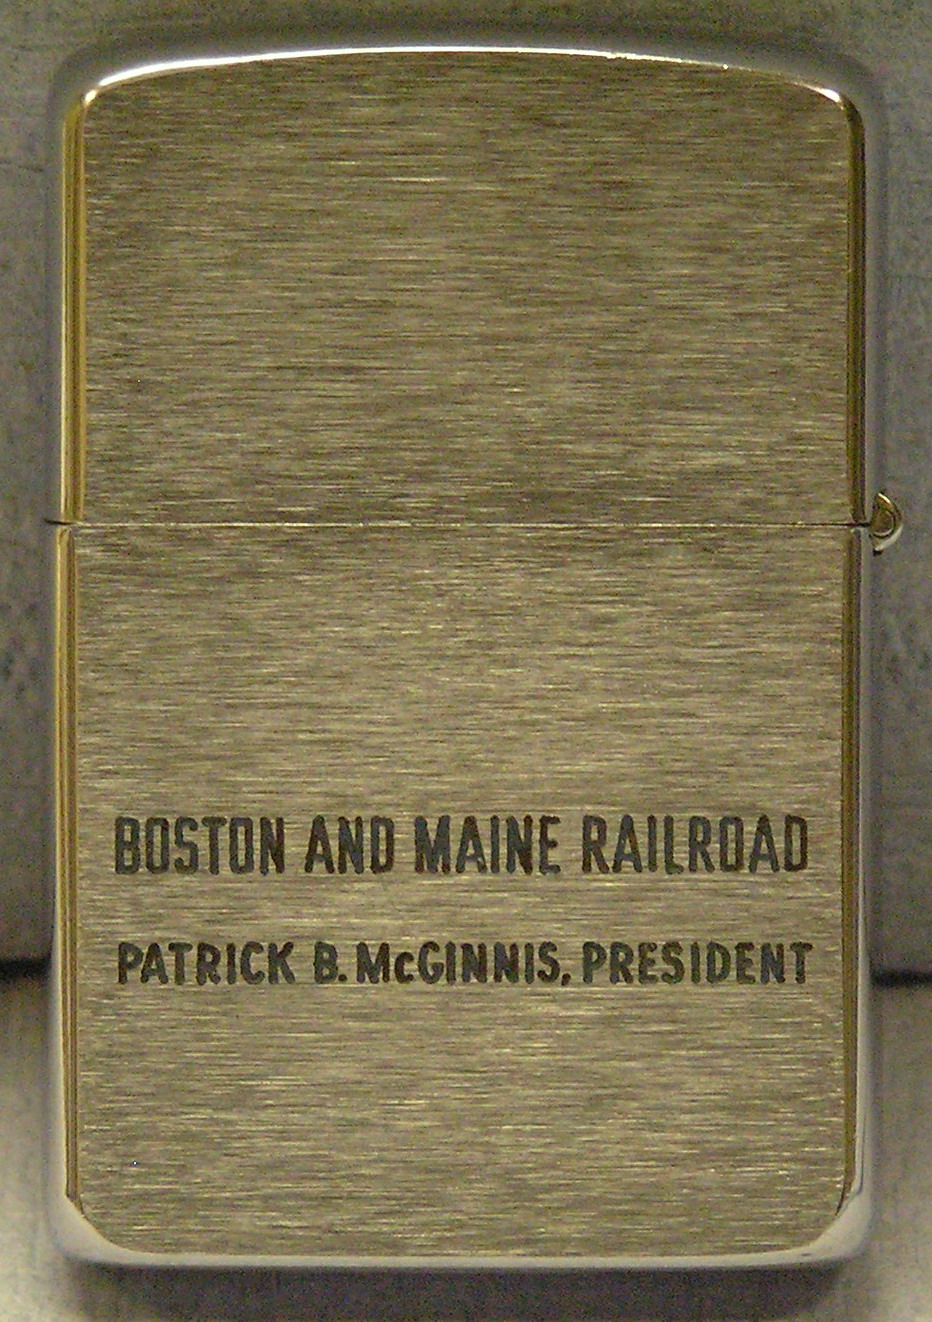 BOSTON AND MAINE RAILROAD
PATRICK B. McGINNIS, PRESIDENT